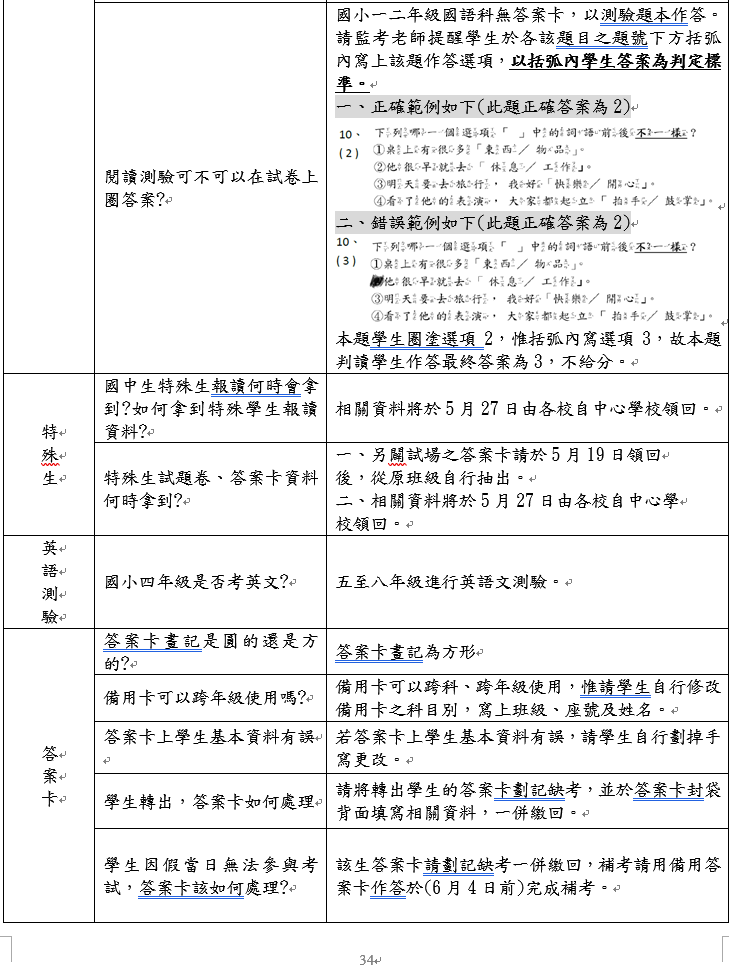 國小一二年級國語科無答案卡，以測驗題本作答。
請監考老師提醒學生於各該題目之題號下方括弧
內寫上該題作答選項，以括弧內學生答案為判定標
準。
一、正確範例如下(此題正確答案為2)
10、 下列哪一個選項「 」中的詞語前後不一樣？
(2) ①桌上有很多「東西／物品」。
②他很早就去「休息／工作」。
③明天要去旅行，我好「快樂／開心」。
④看了他的表演，大家都起立「拍手／鼓掌」。
閱讀測驗可不可以在試卷上
圈答案?
二、錯誤範例如下(此題正確答案為2)
10、 下列哪一個選項「 」中的詞語前後不一樣？
(3) ①桌上有很多「東西／物品」。
他很早就去「休息／工作」。
③明天要去旅行，我好「快樂／開心」。
④看了他的表演，大家都起立「拍手／鼓掌」。
本題學生圈塗選項 2，惟括弧內寫選項 3，故本題
判讀學生作答最終答案為3，不給分。
特
殊
生
國中生特殊生報讀何時會拿
到?如何拿到特殊學生報讀
資料?
相關資料將於5月27日由各校自中心學校領回。
特殊生試題卷、答案卡資料
何時拿到?
一、另闢試場之答案卡請於5月19日領回
後，從原班級自行抽出。
二、相關資料將於5月27日由各校自中心學
校領回。
英
語
測
驗
國小四年級是否考英文?
五至八年級進行英語文測驗。
答
案
卡
答案卡畫記是圓的還是方
的?
答案卡畫記為方形
備用卡可以跨年級使用嗎?
備用卡可以跨科、跨年級使用，惟請學生自行修改
備用卡之科目別，寫上班級、座號及姓名。
答案卡上學生基本資料有誤
若答案卡上學生基本資料有誤，請學生自行劃掉手
寫更改。
學生轉出，答案卡如何處理
請將轉出學生的答案卡劃記缺考，並於答案卡封袋
背面填寫相關資料，一併繳回。
學生因假當日無法參與考
試，答案卡該如何處理?
該生答案卡請劃記缺考一併繳回，補考請用備用答
案卡作答於(6月4日前)完成補考。
34